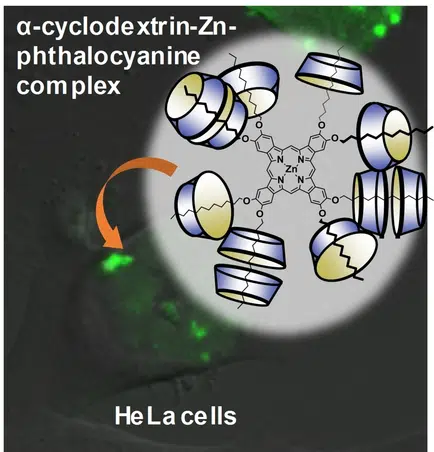 α-cyclodextrin-Zn-
phthalocyanine
complex
O O
O O
N
N Zn N
N
O O
O O
HeLa cells